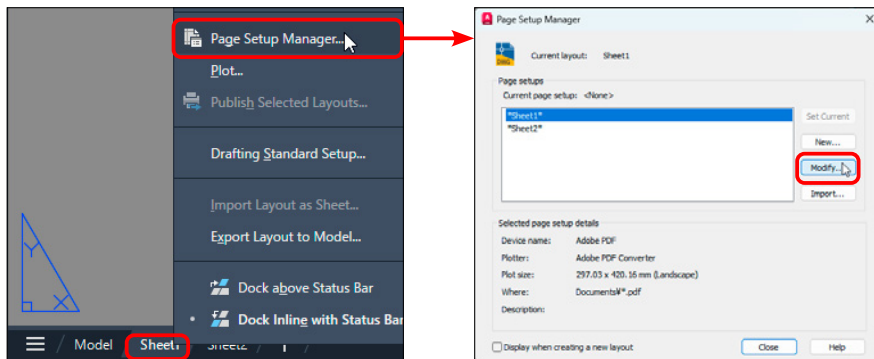 Page Setup Manager...
Plot...
Publish Selected Layouts...
Drafting Standard Setup...
Import Layout as Sheet...
Export Layout to Model...
Dock above Status Bar
• Dock Inline with Status Bar
Y
X
Model
Sheet1
Sheet2
Page Setup Manager
DWG
Current layout: Sheet1
Page setups
Current page setup: <None>
*Sheet1*
*Sheet2*
Set Current
New...
Modify...
Import...
Selected page setup details
Device name: Adobe PDF
Plotter: Adobe PDF Converter
Plot size: 297.03 x 420.16 mm (Landscape)
Where: Documents¥*.pdf
Description:
Display when creating a new layout
Close
Help